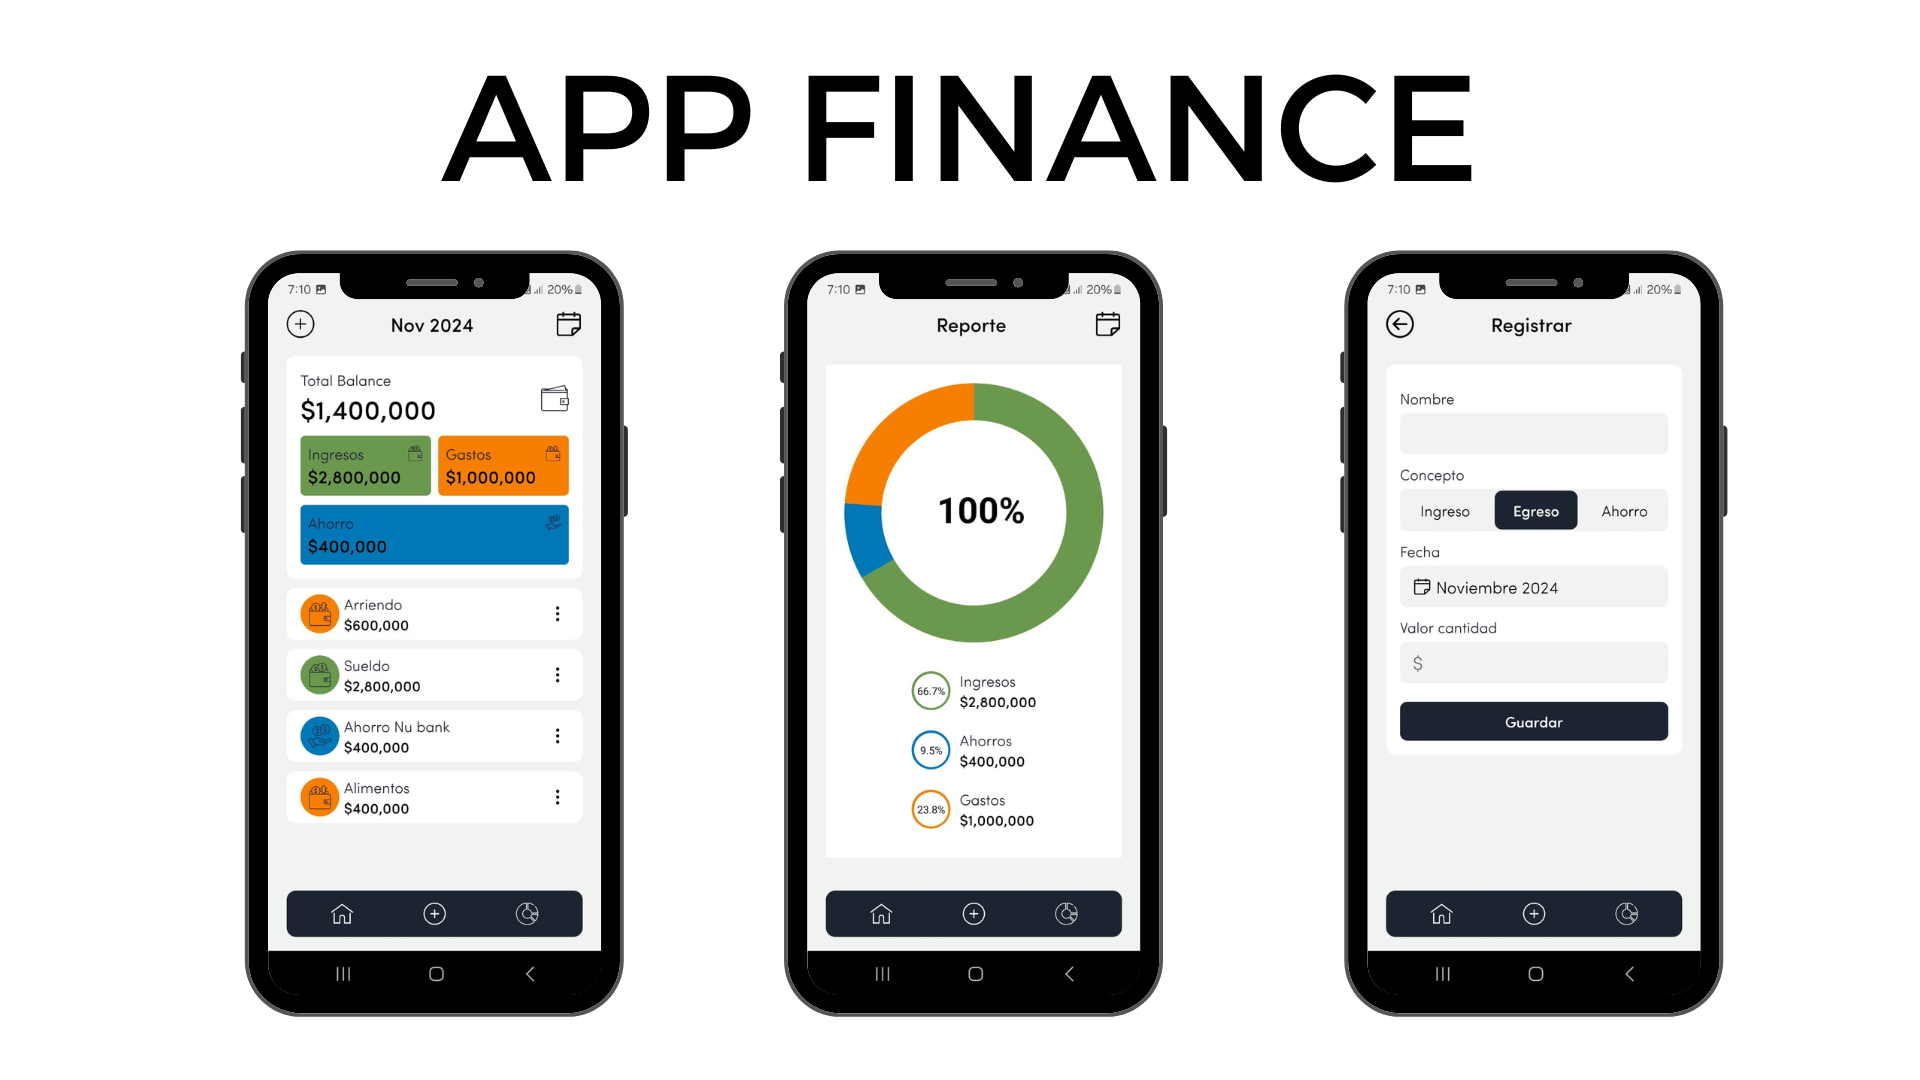 APP FINANCE
7:10
20%
Nov 2024
Total Balance
$1,400,000
Ingresos
$2,800,000
Gastos
$1,000,000
Ahorro
$400,000
Arriendo
$600,000
Sueldo
$2,800,000
Ahorro Nu bank
$400,000
Alimentos
$400,000
7:10
20%
Reporte
100%
66.7%
Ingresos
$2,800,000
9.5%
Ahorros
$400,000
23.8%
Gastos
$1,000,000
7:10
20%
Registrar
Nombre
Concepto
Ingreso Egreso Ahorro
Fecha
Noviembre 2024
Valor cantidad
$
Guardar